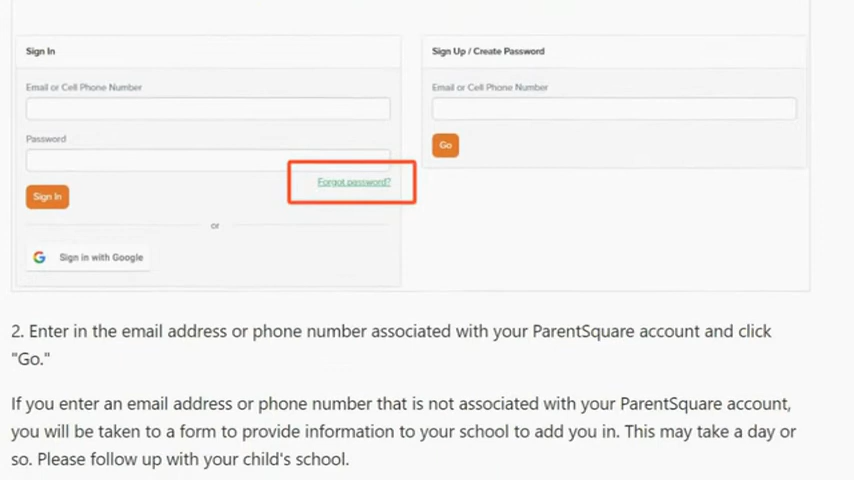 Sign In
Email or Cell Phone Number
Password
Forgot password?
Sign In
or
Sign in with Google
Sign Up / Create Password
Email or Cell Phone Number
Go
2. Enter in the email address or phone number associated with your ParentSquare account and click
"Go."
If you enter an email address or phone number that is not associated with your ParentSquare account,
you will be taken to a form to provide information to your school to add you in. This may take a day or
so. Please follow up with your child's school.